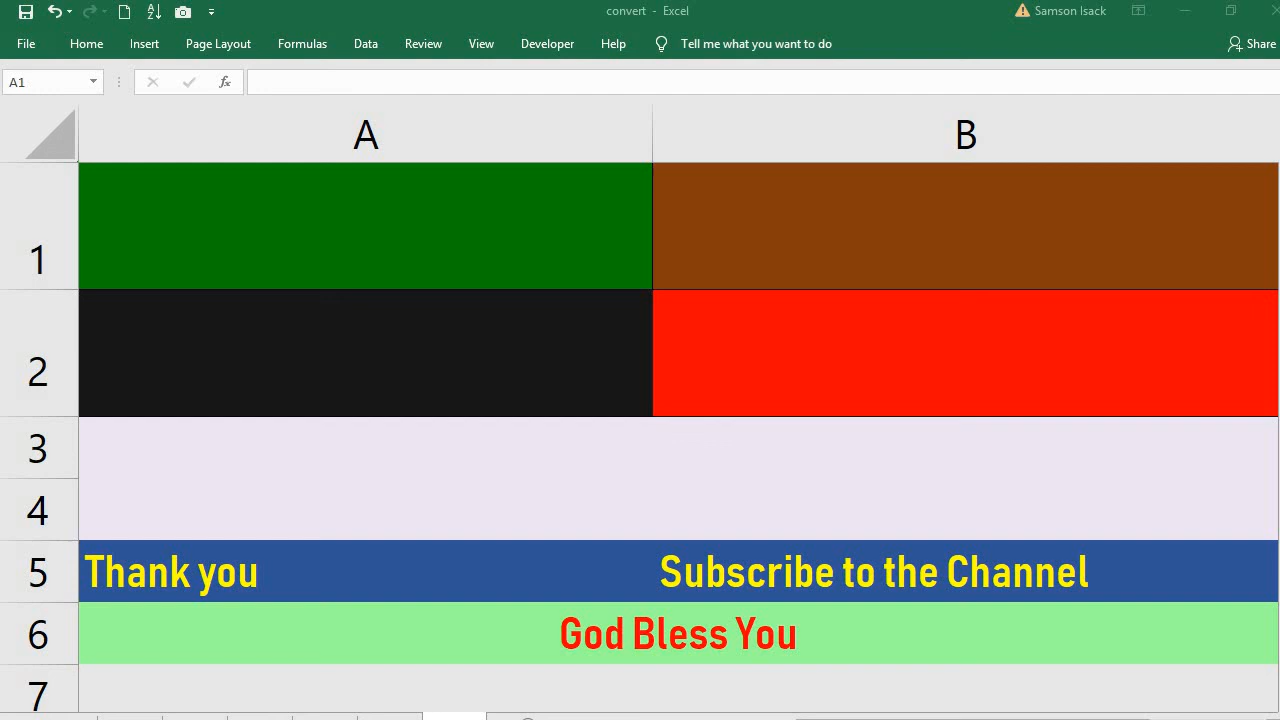 convert - Excel
Samson Isack
File Home Insert Page Layout Formulas Data Review View Developer Help Tell me what you want to do Share
A1 fx
A B
1
2
3
4
5 Thank you Subscribe to the Channel
6 God Bless You
7